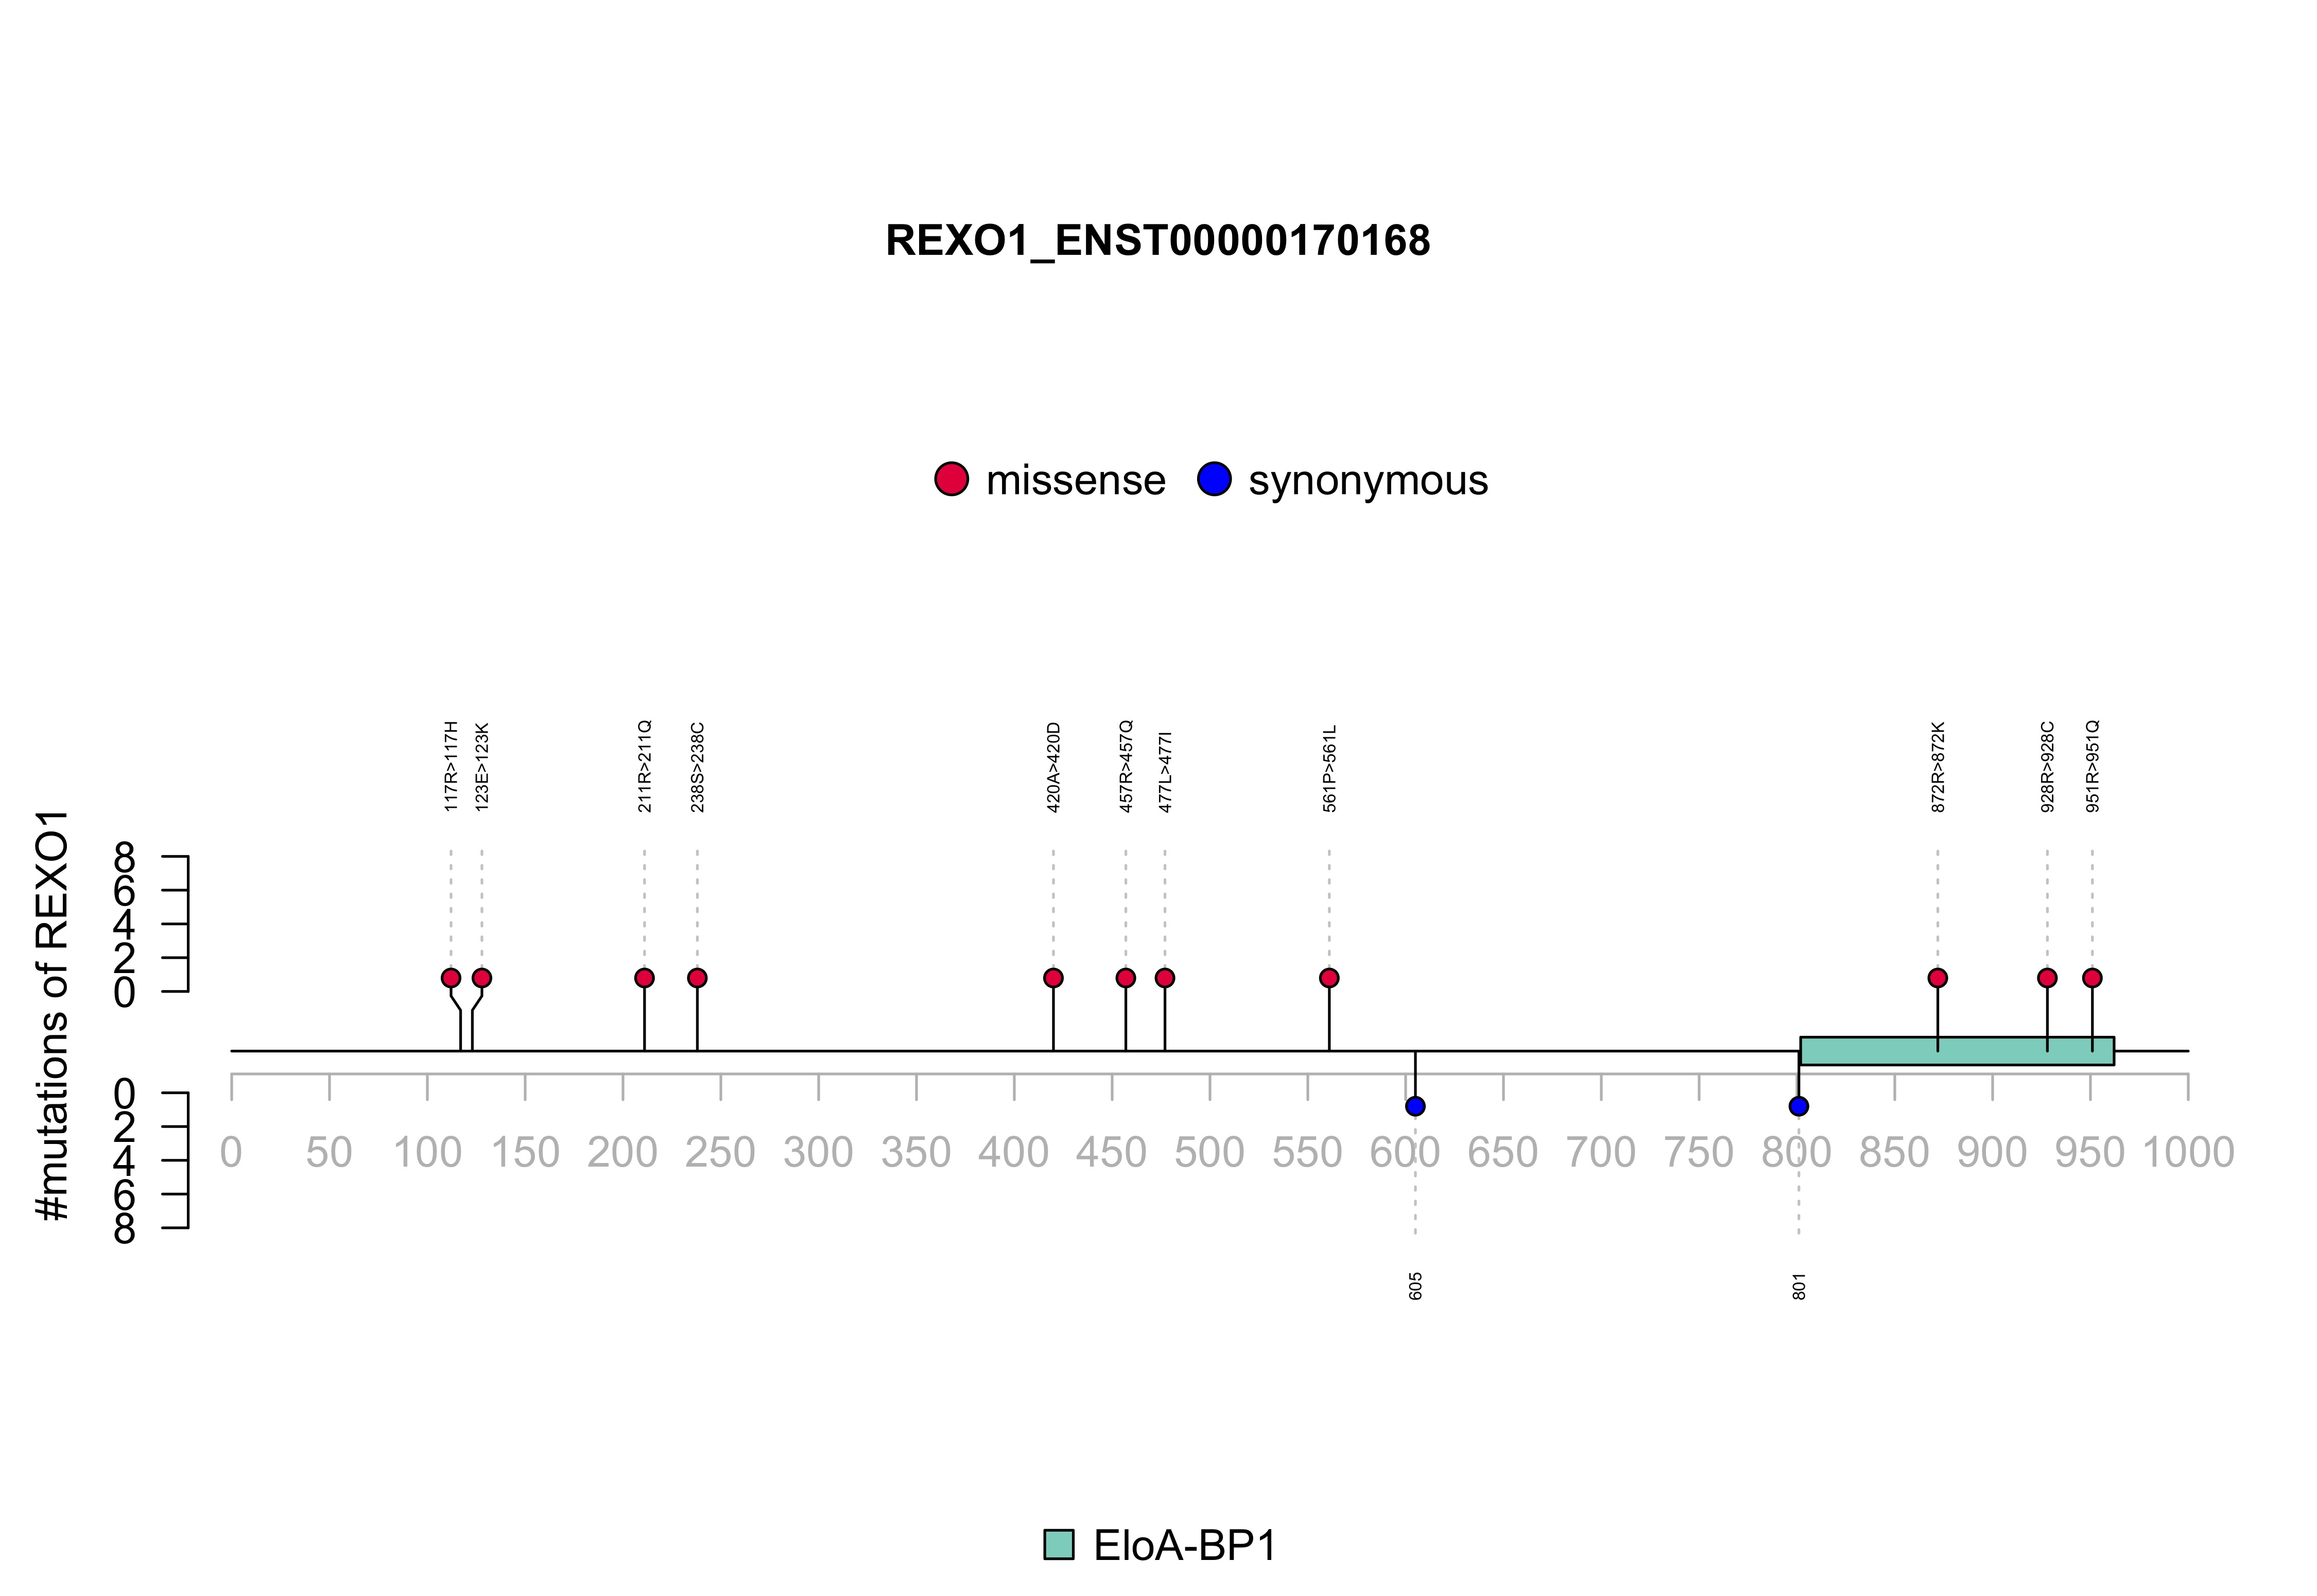 REXO1_ENST00000170168
missense synonymous
117R>117H 123E>123K 211R>211Q 238S>238C 420A>420D 457R>457Q 477L>477I 561P>561L 872R>872K 928R>928C 951R>951Q
#mutations of REXO1
8
6
4
2
0
0
2
4
6
8
0 50 100 150 200 250 300 350 400 450 500 550 600 650 700 750 800 850 900 950 1000
605 801
EloA-BP1